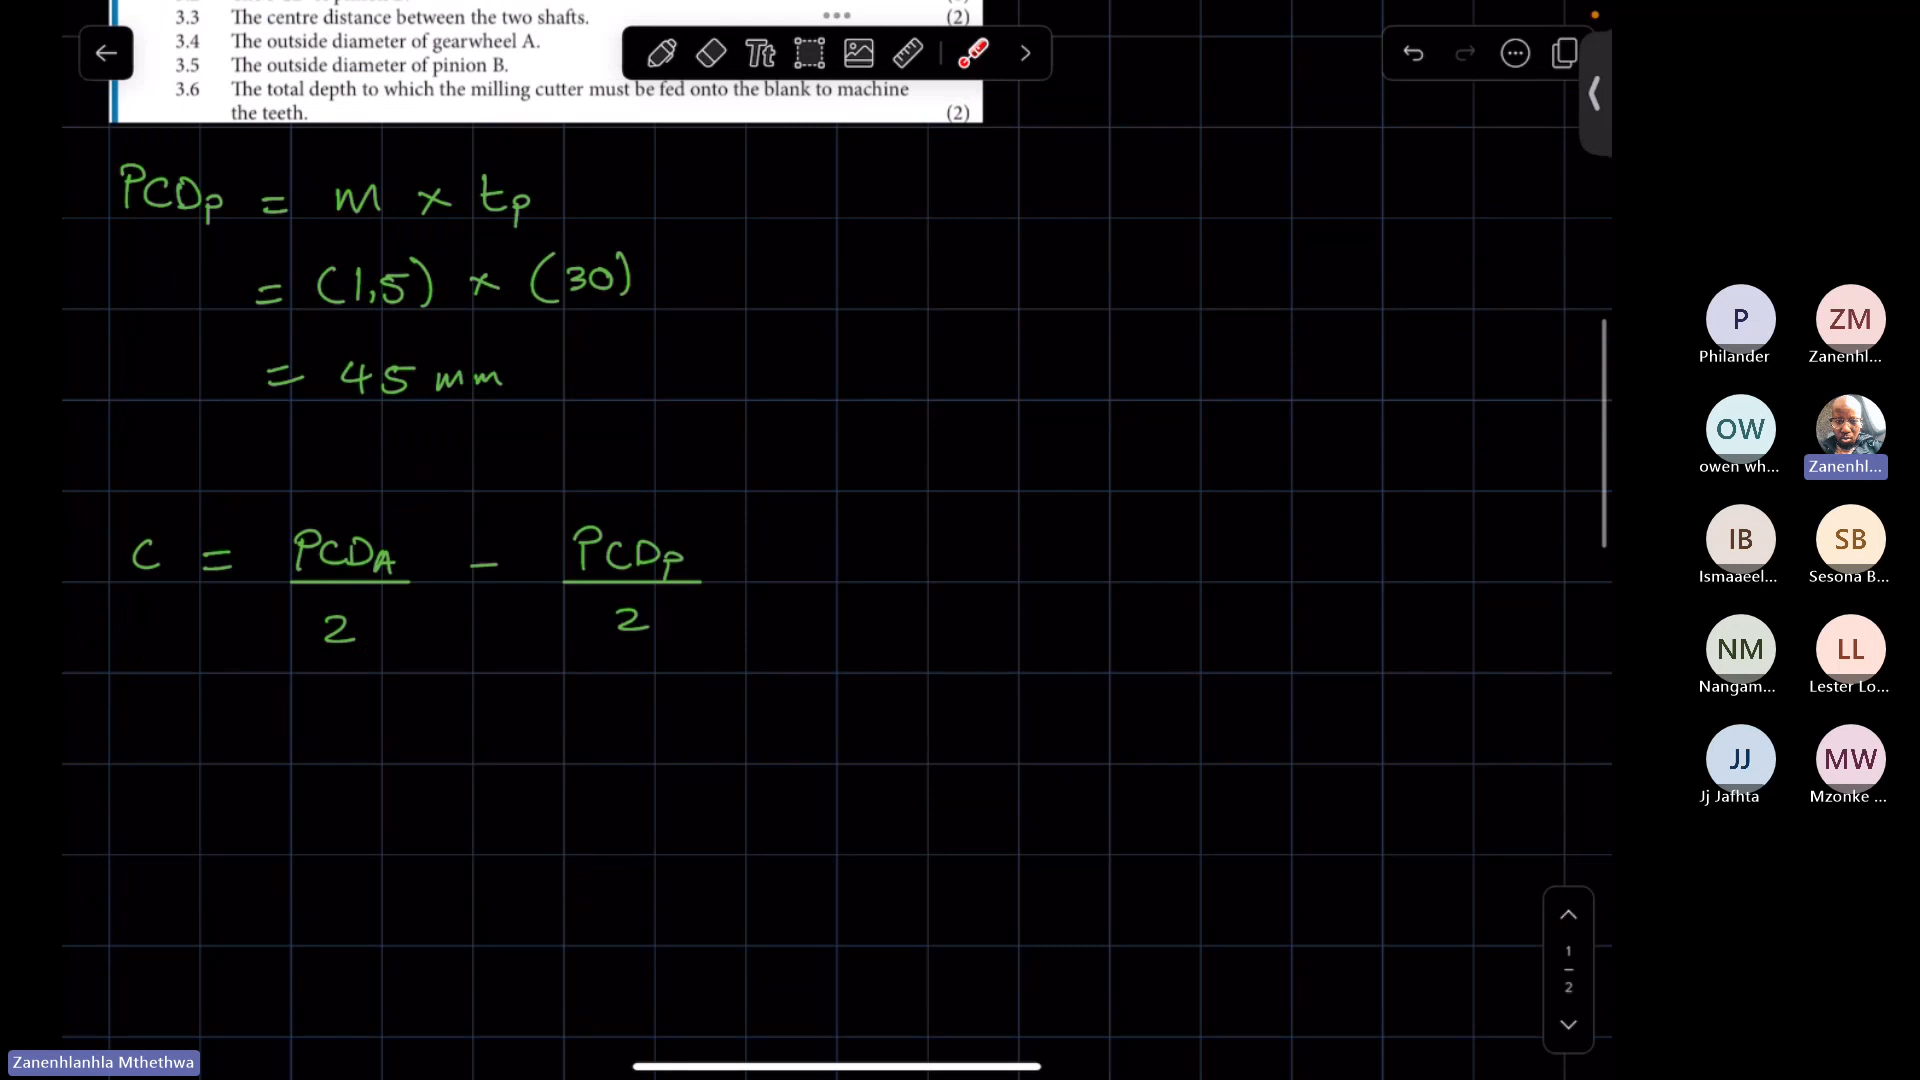 3.3 The centre distance between the two shafts. (2)
3.4 The outside diameter of gearwheel A.
3.5 The outside diameter of pinion B.
3.6 The total depth to which the milling cutter must be fed onto the blank to machine
the teeth. (2)
Tt
PCDp = m × tp
= (1,5) × (30)
= 45 mm
C = PCDA / 2 − PCDp / 2
P
Philander
ZM
Zanenhl...
OW
owen wh...
Zanenhl...
IB
Ismaaeel...
SB
Sesona B...
NM
Nangam...
LL
Lester Lo...
JJ
Jj Jafhta
MW
Mzonke ...
1
2
Zanenhlanhla Mthethwa